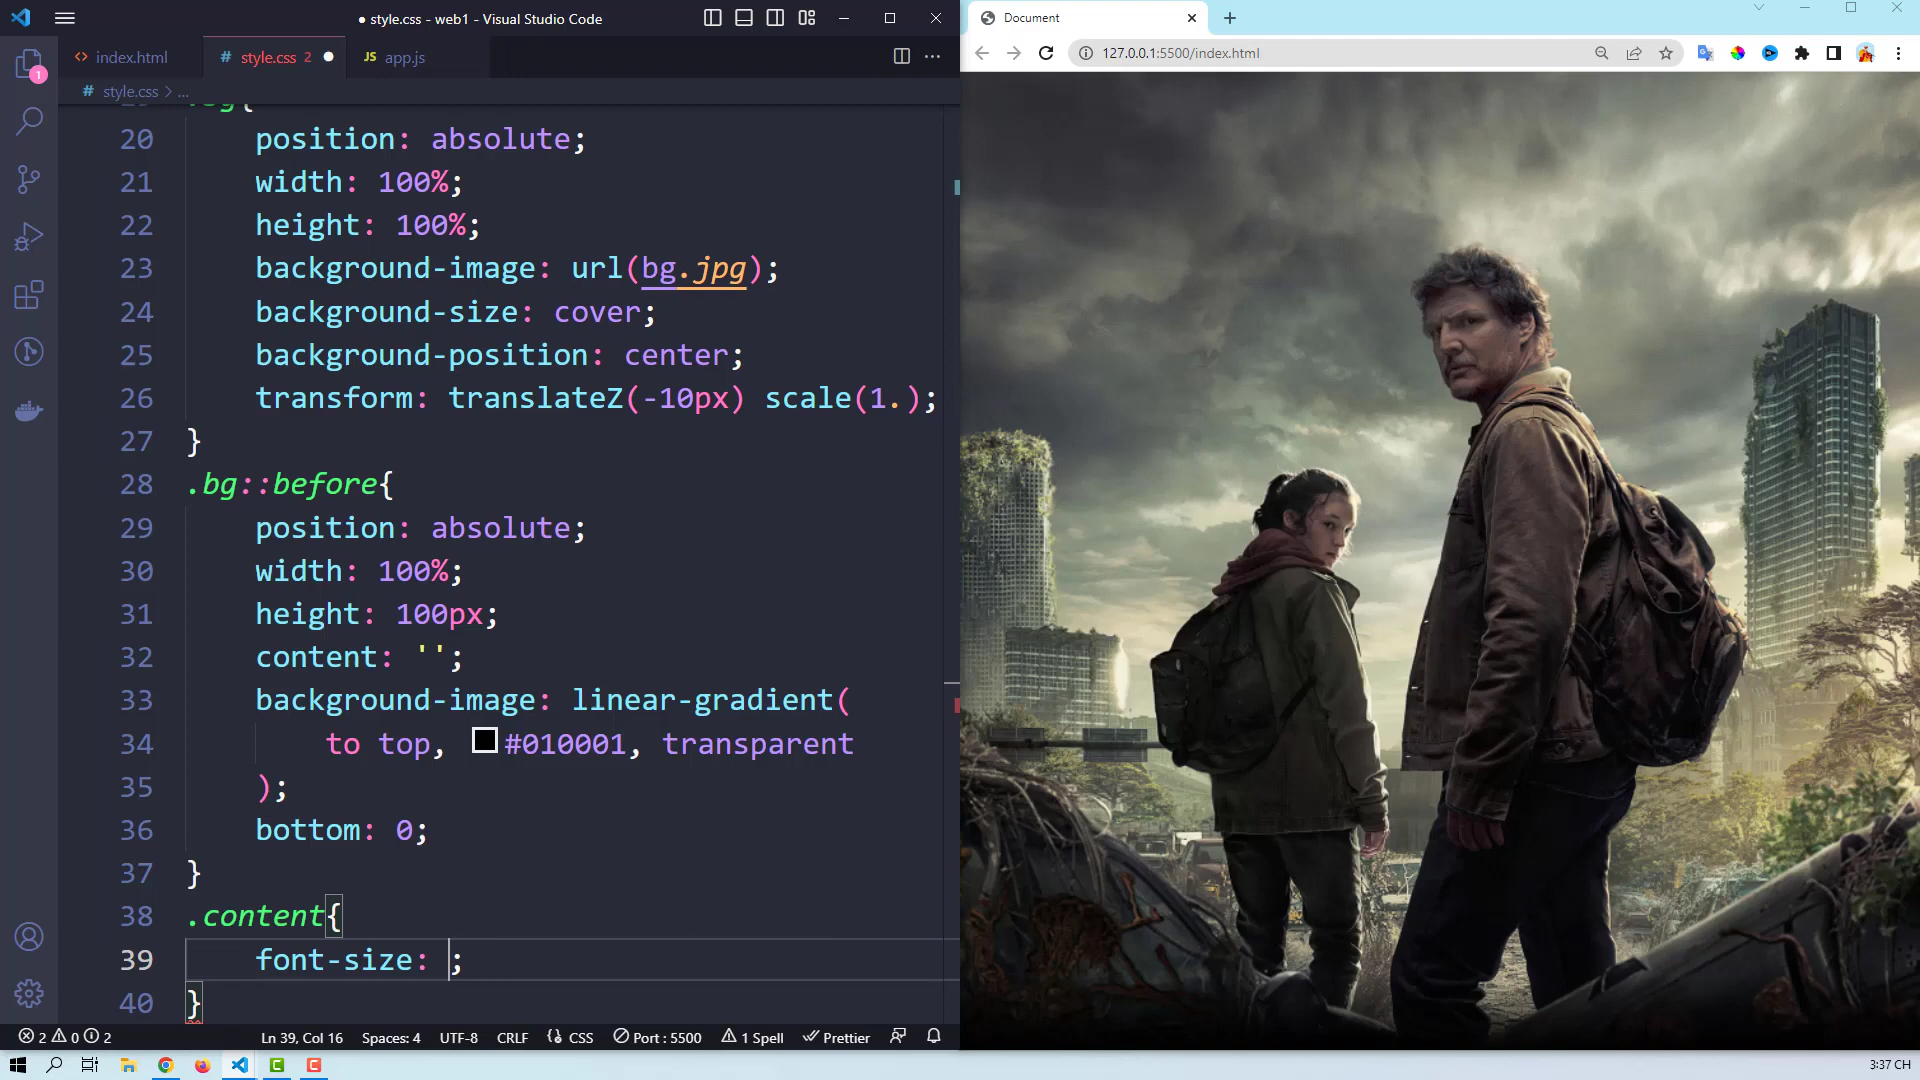 ● style.css - web1 - Visual Studio Code
<> index.html
# style.css 2 ●
JS app.js
# style.css > ...
1
20 position: absolute;
21 width: 100%;
22 height: 100%;
23 background-image: url(bg.jpg);
24 background-size: cover;
25 background-position: center;
26 transform: translateZ(-10px) scale(1.);
27 }
28 .bg::before{
29 position: absolute;
30 width: 100%;
31 height: 100px;
32 content: '';
33 background-image: linear-gradient(
34 to top, #010001, transparent
35 );
36 bottom: 0;
37 }
38 .content{
39 font-size: ;
40 }
2 0 2 Ln 39, Col 16 Spaces: 4 UTF-8 CRLF CSS Port : 5500 1 Spell Prettier
Document
127.0.0.1:5500/index.html
3:37 CH